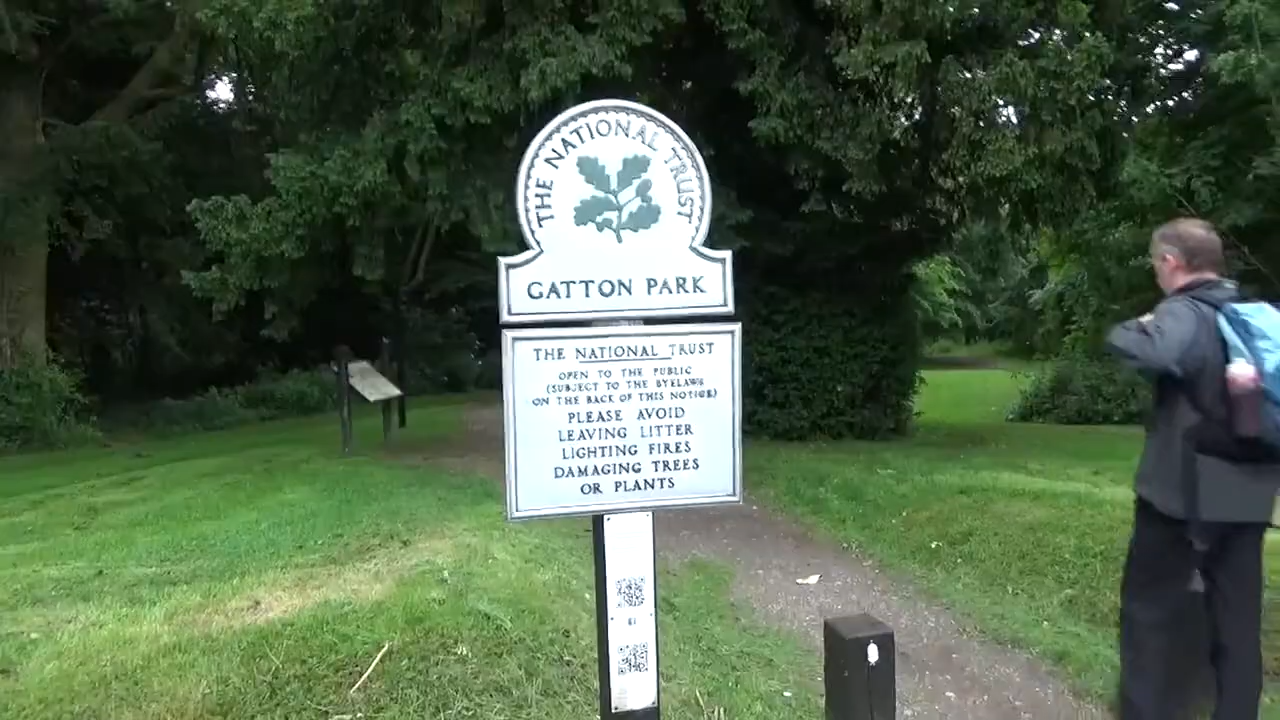 THE NATIONAL TRUST
GATTON PARK
THE NATIONAL TRUST
OPEN TO THE PUBLIC
(SUBJECT TO THE BYELAWS
ON THE BACK OF THIS NOTICE)
PLEASE AVOID
LEAVING LITTER
LIGHTING FIRES
DAMAGING TREES
OR PLANTS